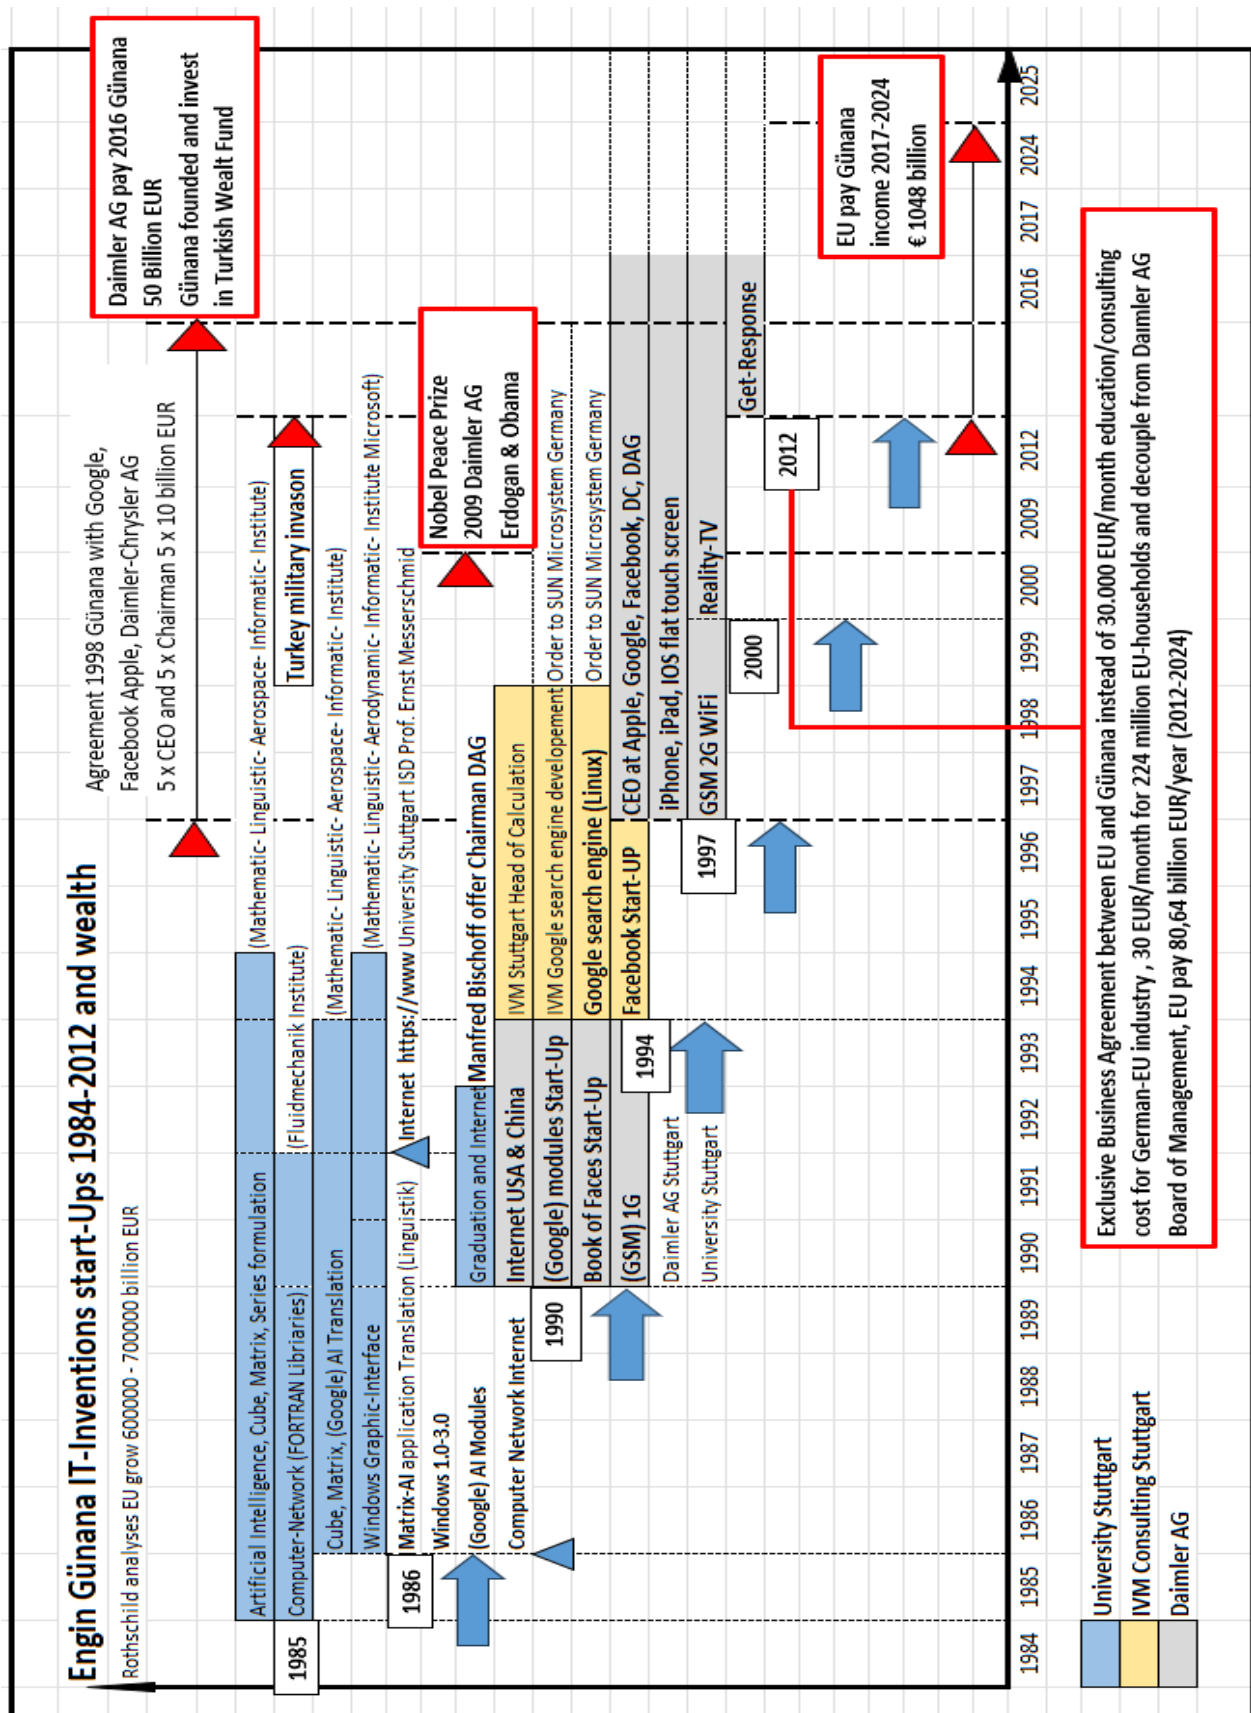 Engin Günana IT-Inventions start-Ups 1984-2012 and wealth
Rothschild analyses EU grow 600000 - 700000 billion EUR
Agreement 1998 Günana with Google,
Facebook Apple, Daimler-Chrysler AG
5 x CEO and 5 x Chairman 5 x 10 billion EUR
Daimler AG pay 2016 Günana
50 Billion EUR
Günana founded and invest
in Turkish Wealt Fund
Artificial Intelligence, Cube, Matrix, Series formulation
(Mathematic- Linguistic- Aerospace- Informatic- Institute)
1985
Computer-Network (FORTRAN Libriaries)
(Fluidmechanik Institute)
Turkey military invason
Cube, Matrix, (Google) AI Translation
(Mathematic- Linguistic- Aerospace- Informatic- Institute)
Windows Graphic-Interface
(Mathematic- Linguistic- Aerodynamic- Informatic- Institute Microsoft)
1986
Matrix-AI application Translation (Linguistik)
Internet https://www University Stuttgart ISD Prof. Ernst Messerschmid
Windows 1.0-3.0
(Google) AI Modules
Computer Network Internet
Nobel Peace Prize
2009 Daimler AG
Erdogan & Obama
Graduation and Internet
Manfred Bischoff offer Chairman DAG
Internet USA & China
IVM Stuttgart Head of Calculation
1990
(Google) modules Start-Up
IVM Google search engine developement
Order to SUN Microsystem Germany
Book of Faces Start-Up
Google search engine (Linux)
Order to SUN Microsystem Germany
(GSM) 1G
Facebook Start-UP
CEO at Apple, Google, Facebook, DC, DAG
1994
Daimler AG Stuttgart
iPhone, iPad, IOS flat touch screen
University Stuttgart
1997
GSM 2G WiFi
Reality-TV
2000
Get-Response
2012
EU pay Günana
income 2017-2024
€ 1048 billion
1984 1985 1986 1987 1988 1989 1990 1991 1992 1993 1994 1995 1996 1997 1998 1999 2000 2009 2012 2016 2017 2024 2025
University Stuttgart
IVM Consulting Stuttgart
Daimler AG
Exclusive Business Agreement between EU and Günana instead of 30.000 EUR/month education/consulting
cost for German-EU industry , 30 EUR/month for 224 million EU-households and decouple from Daimler AG
Board of Management, EU pay 80,64 billion EUR/year (2012-2024)